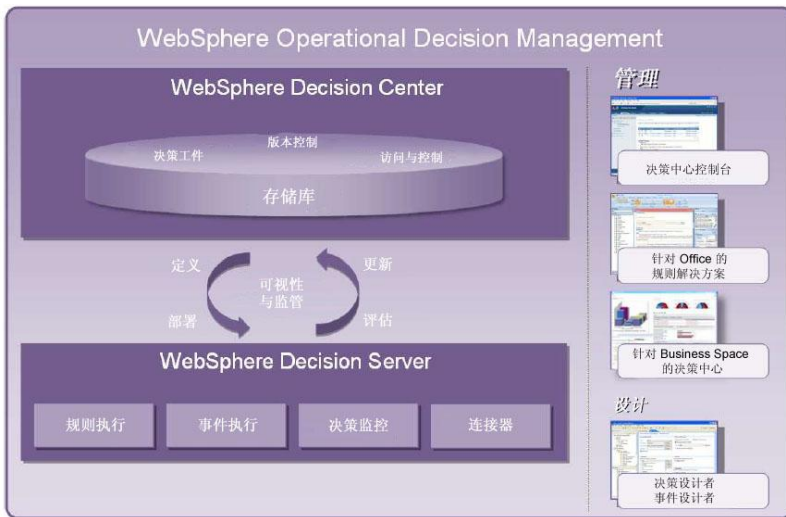 WebSphere Operational Decision Management
WebSphere Decision Center
版本控制
决策工件
访问与控制
存储库
定义
更新
可视性
与监管
部署
评估
WebSphere Decision Server
规则执行
事件执行
决策监控
连接器
管理
决策中心控制台
针对 Office 的
规则解决方案
针对 Business Space
的决策中心
设计
决策设计者
事件设计者